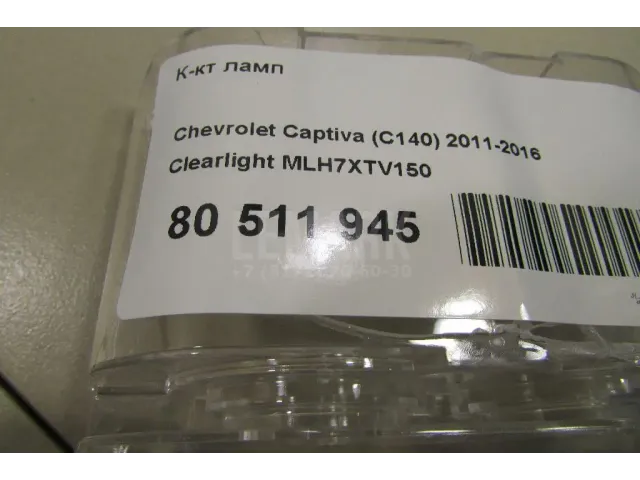 К-кт ламп
Chevrolet Captiva (C140) 2011-2016
Clearlight MLH7XTV150
80 511 945